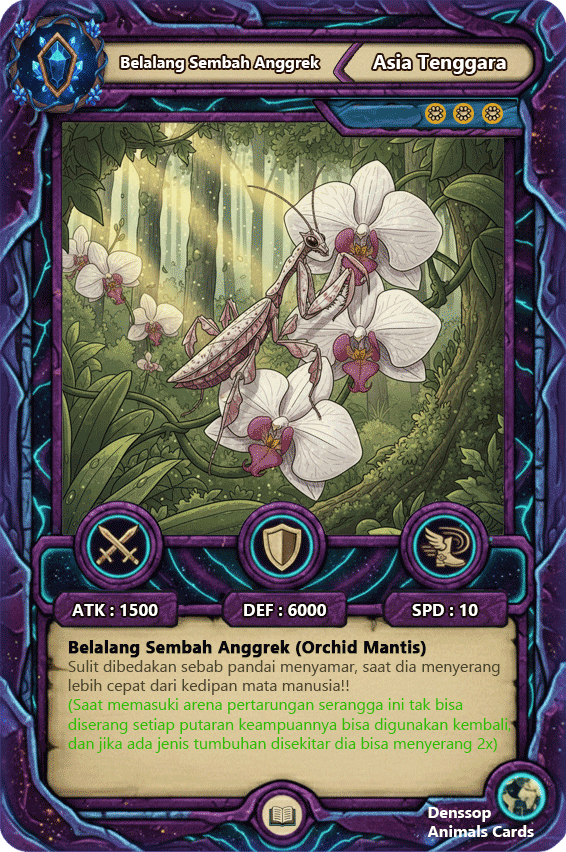 Belalang Sembah Anggrek
Asia Tenggara
ATK : 1500
DEF : 6000
SPD : 10
Belalang Sembah Anggrek (Orchid Mantis)
Sulit dibedakan sebab pandai menyamar, saat dia menyerang
lebih cepat dari kedipan mata manusia!!
(Saat memasuki arena pertarungan serangga ini tak bisa
diserang setiap putaran keampuannya bisa digunakan kembali,
dan jika ada jenis tumbuhan disekitar dia bisa menyerang 2x)
Denssop
Animals Cards